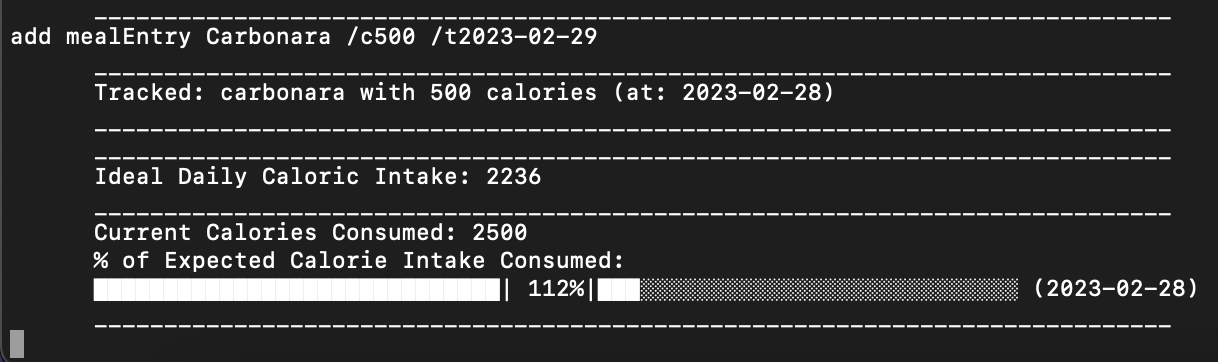 add mealEntry Carbonara /c500 /t2023-02-29
Tracked: carbonara with 500 calories (at: 2023-02-28)
Ideal Daily Caloric Intake: 2236
Current Calories Consumed: 2500
% of Expected Calorie Intake Consumed:
| 112%| (2023-02-28)